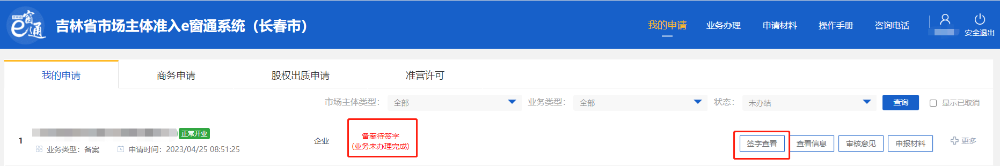 吉林省
窗
e通
吉林省市场主体准入e窗通系统（长春市）
我的申请 业务办理 申请材料 操作手册 咨询电话 安全退出
我的申请 商务申请 股权出质申请 准营许可
市场主体类型： 全部 业务类型： 全部 状态： 未办结 查询 显示已取消
1 正常开业
业务类型：备案 申请时间：2023/04/25 08:51:25
企业
备案待签字
(业务未办理完成)
签字查看 查看信息 审核意见 申报材料 更多